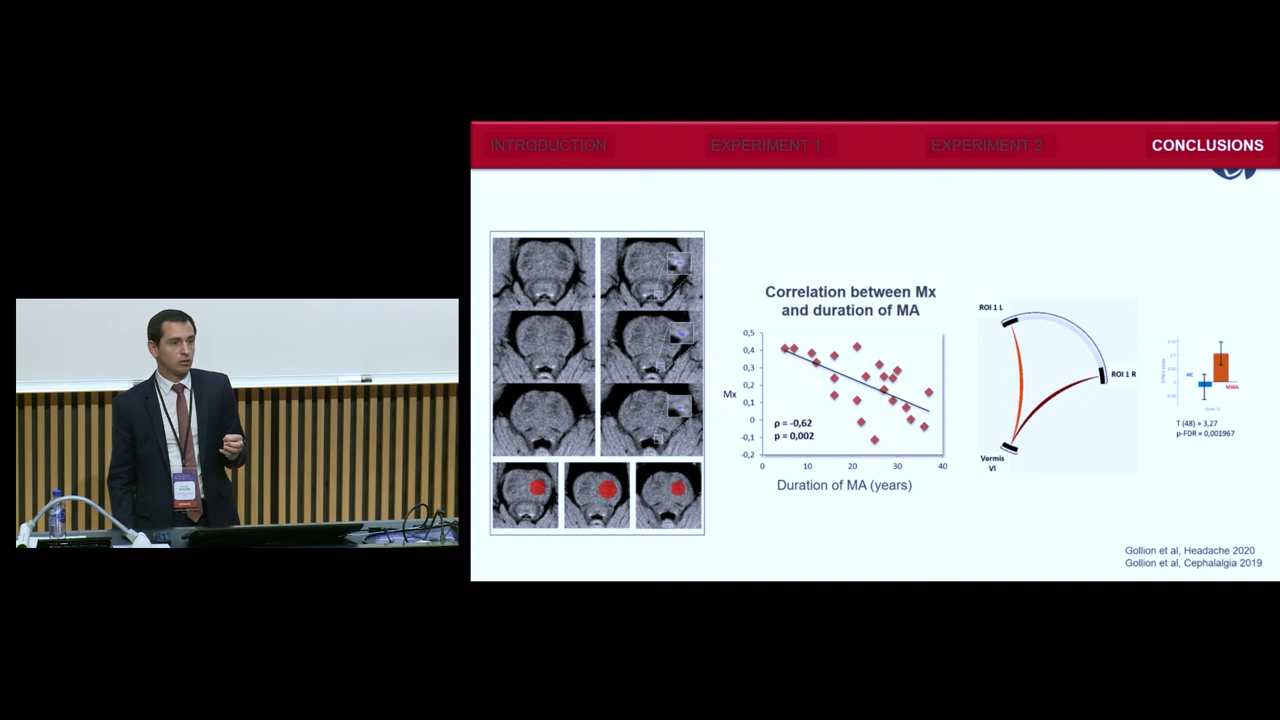 INTRODUCTION
EXPERIMENT 1
EXPERIMENT 2
CONCLUSIONS
Correlation between Mx
and duration of MA
0,5
0,4
0,3
0,2
0,1
0
-0,1
-0,2
Mx
ρ = -0,62
p = 0,002
0
10
20
30
40
Duration of MA (years)
ROI 1 L
ROI 1 R
Vermis
VI
HC
MWA
T (48) = 3,27
p-FDR = 0,001967
Gollion et al, Headache 2020
Gollion et al, Cephalalgia 2019